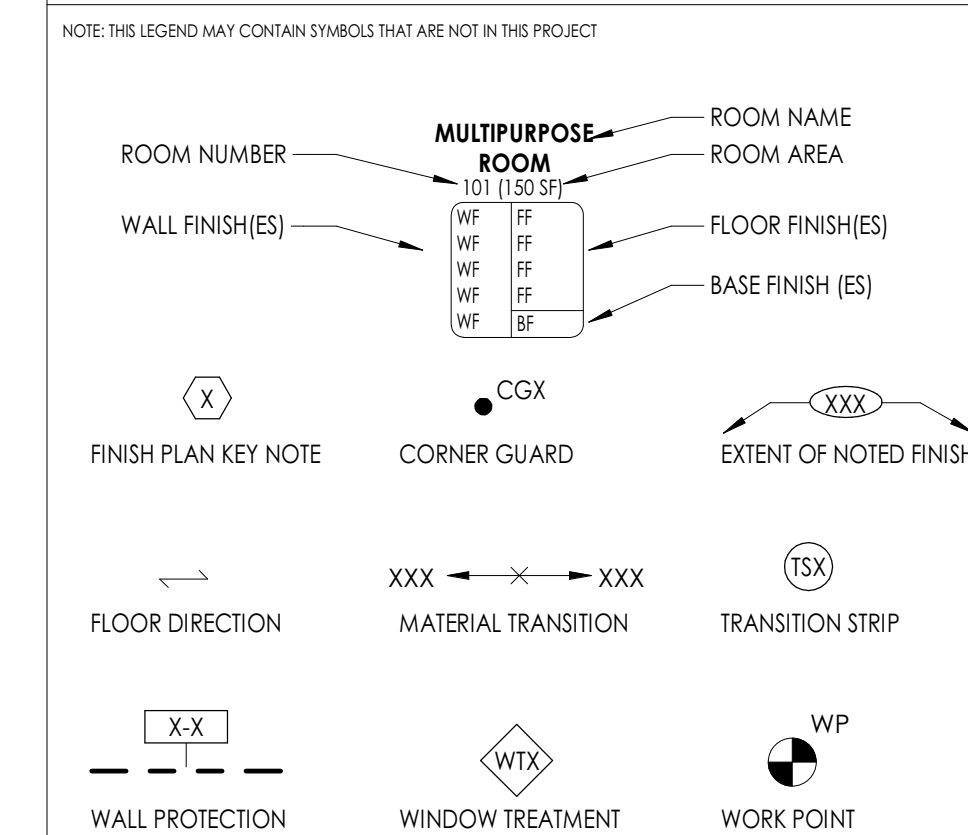 NOTE: THIS LEGEND MAY CONTAIN SYMBOLS THAT ARE NOT IN THIS PROJECT
ROOM NUMBER
MULTIPURPOSE
ROOM
101 (150 SF)
ROOM NAME
ROOM AREA
WALL FINISH(ES)
WF FF
WF FF
WF FF
WF FF
WF BF
FLOOR FINISH(ES)
BASE FINISH (ES)
X
FINISH PLAN KEY NOTE
CGX
CORNER GUARD
XXX
EXTENT OF NOTED FINISH
FLOOR DIRECTION
XXX XXX
MATERIAL TRANSITION
TSX
TRANSITION STRIP
X-X
WALL PROTECTION
WTX
WINDOW TREATMENT
WP
WORK POINT